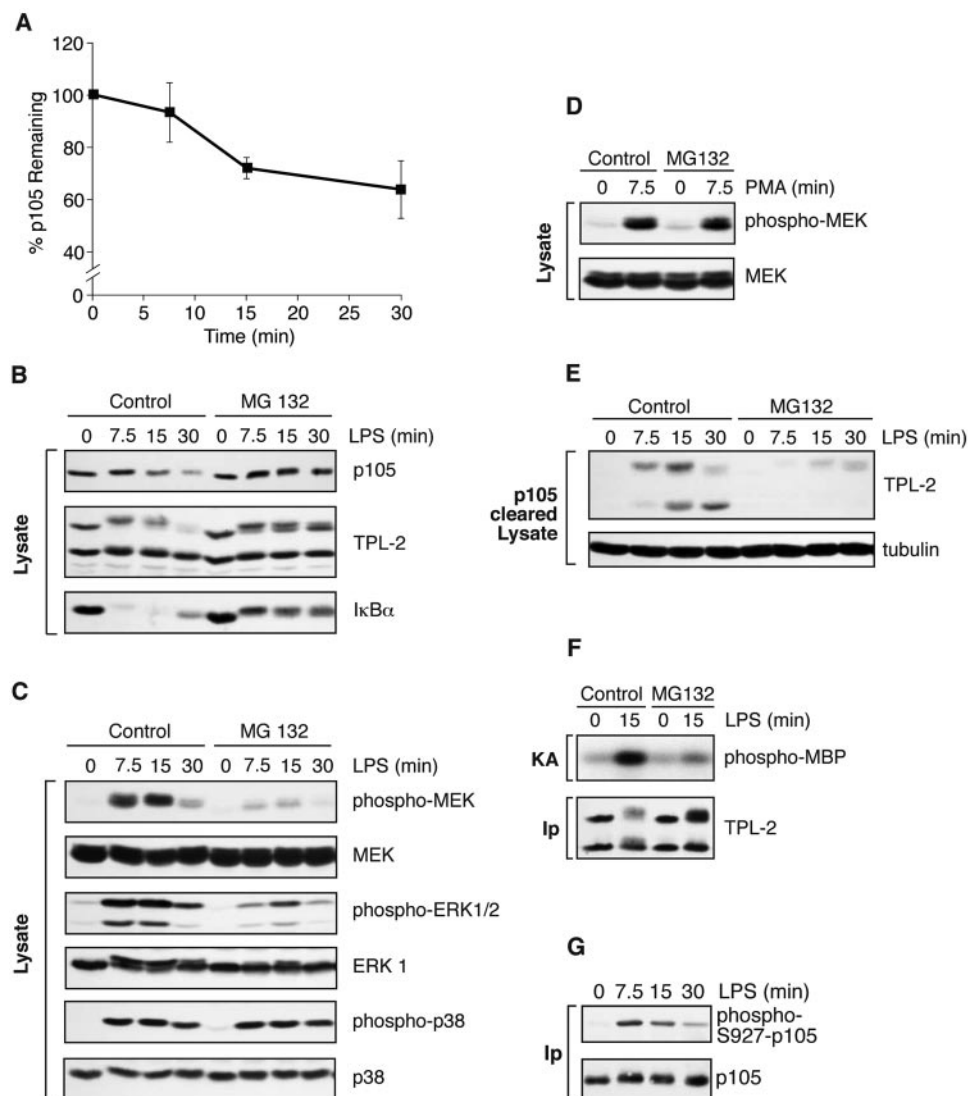 A
120
100
80
60
40
0
% p105 Remaining
0 5 10 15 20 25 30
Time (min)
B
Control MG 132
0 7.5 15 30 0 7.5 15 30 LPS (min)
Lysate
p105
TPL-2
IκBα
C
Control MG 132
0 7.5 15 30 0 7.5 15 30 LPS (min)
Lysate
phospho-MEK
MEK
phospho-ERK1/2
ERK 1
phospho-p38
p38
D
Control MG132
0 7.5 0 7.5 PMA (min)
Lysate
phospho-MEK
MEK
E
Control MG132
0 7.5 15 30 0 7.5 15 30 LPS (min)
p105
cleared
Lysate
TPL-2
tubulin
F
Control MG132
0 15 0 15 LPS (min)
KA
phospho-MBP
Ip
TPL-2
G
0 7.5 15 30 LPS (min)
Ip
phospho-
S927-p105
p105